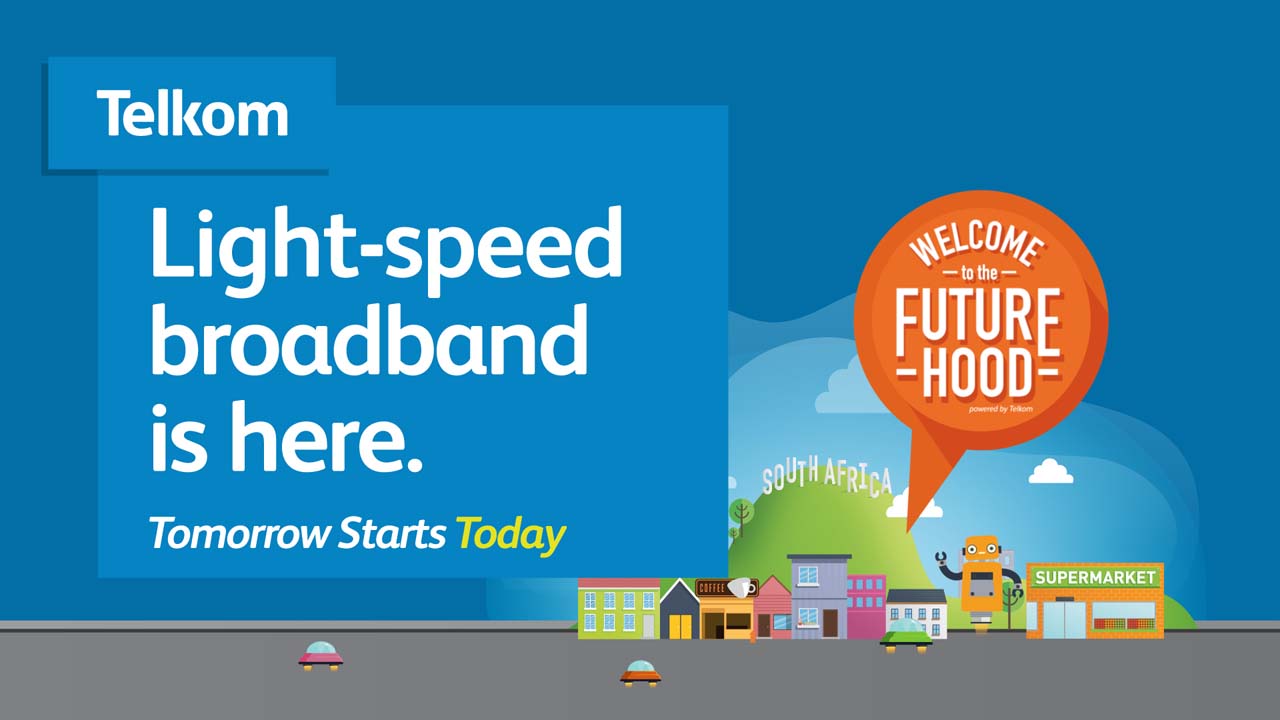 Telkom
Light-speed
broadband
is here.
Tomorrow Starts Today
WELCOME
to the
FUTURE
HOOD
powered by Telkom
SOUTH AFRICA
COFFEE
SUPERMARKET